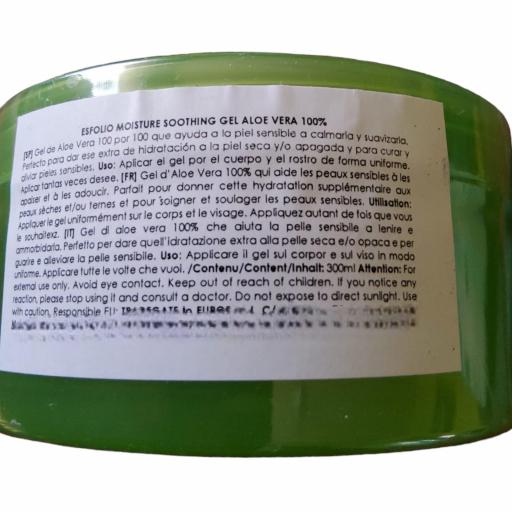 ESFOLIO MOISTURE SOOTHING GEL ALOE VERA 100%
[SP] Gel de Aloe Vera 100 por 100 que ayuda a la piel sensible a calmarla y suavizarla.
Perfecto para dar ese extra de hidratación a la piel seca y/o apagada y para curar y
aliviar pieles sensibles. Uso: Aplicar el gel por el cuerpo y el rostro de forma uniforme.
Aplicar tantas veces desee. [FR] Gel d'Aloe Vera 100% qui aide les peaux sensibles à les
apaiser et à les adoucir. Parfait pour donner cette hydratation supplémentaire aux
peaux sèches et/ou ternes et pour soigner et soulager les peaux sensibles. Utilisation:
Appliquer le gel uniformément sur le corps et le visage. Appliquez autant de fois que vous
le souhaitez. [IT] Gel di aloe vera 100% che aiuta la pelle sensibile a lenire e
ammorbidarla. Perfetto per dare quell'idratazione extra alla pelle seca e/o opaca e per
guarire e aleviare la pelle sensibile. Uso: Applicare il gel sul corpo e sul viso in modo
uniforme. Applicare tutte le volte che vuoi. /Contenu/Content/Inhalt: 300ml Attention: For
external use only. Avoid eye contact. Keep out of reach of children. If you notice any
reaction, please stop using it and consult a doctor. Do not expose to direct sunlight. Use
with caution. Responsible EU: